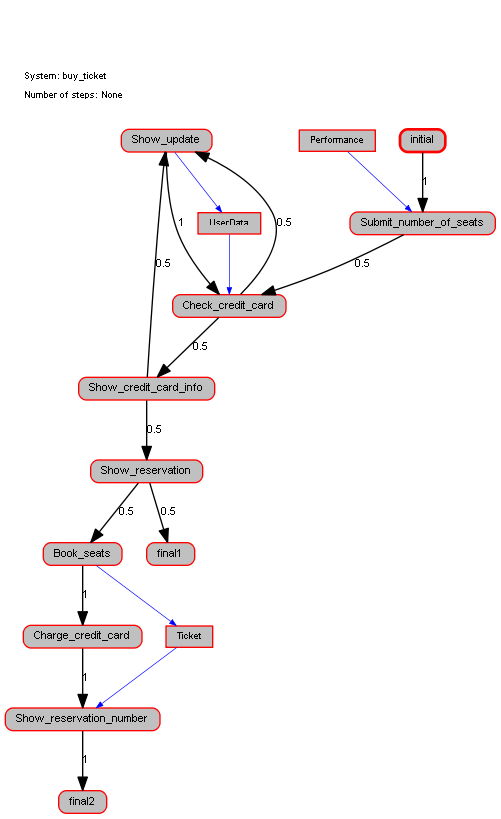 System: buy_ticket
Number of steps: None
Show_update
Performance
initial
1
UserData
1
0.5
Submit_number_of_seats
0.5
0.5
Check_credit_card
0.5
Show_credit_card_info
0.5
Show_reservation
0.5
0.5
Book_seats
final1
1
Charge_credit_card
Ticket
1
Show_reservation_number
1
final2